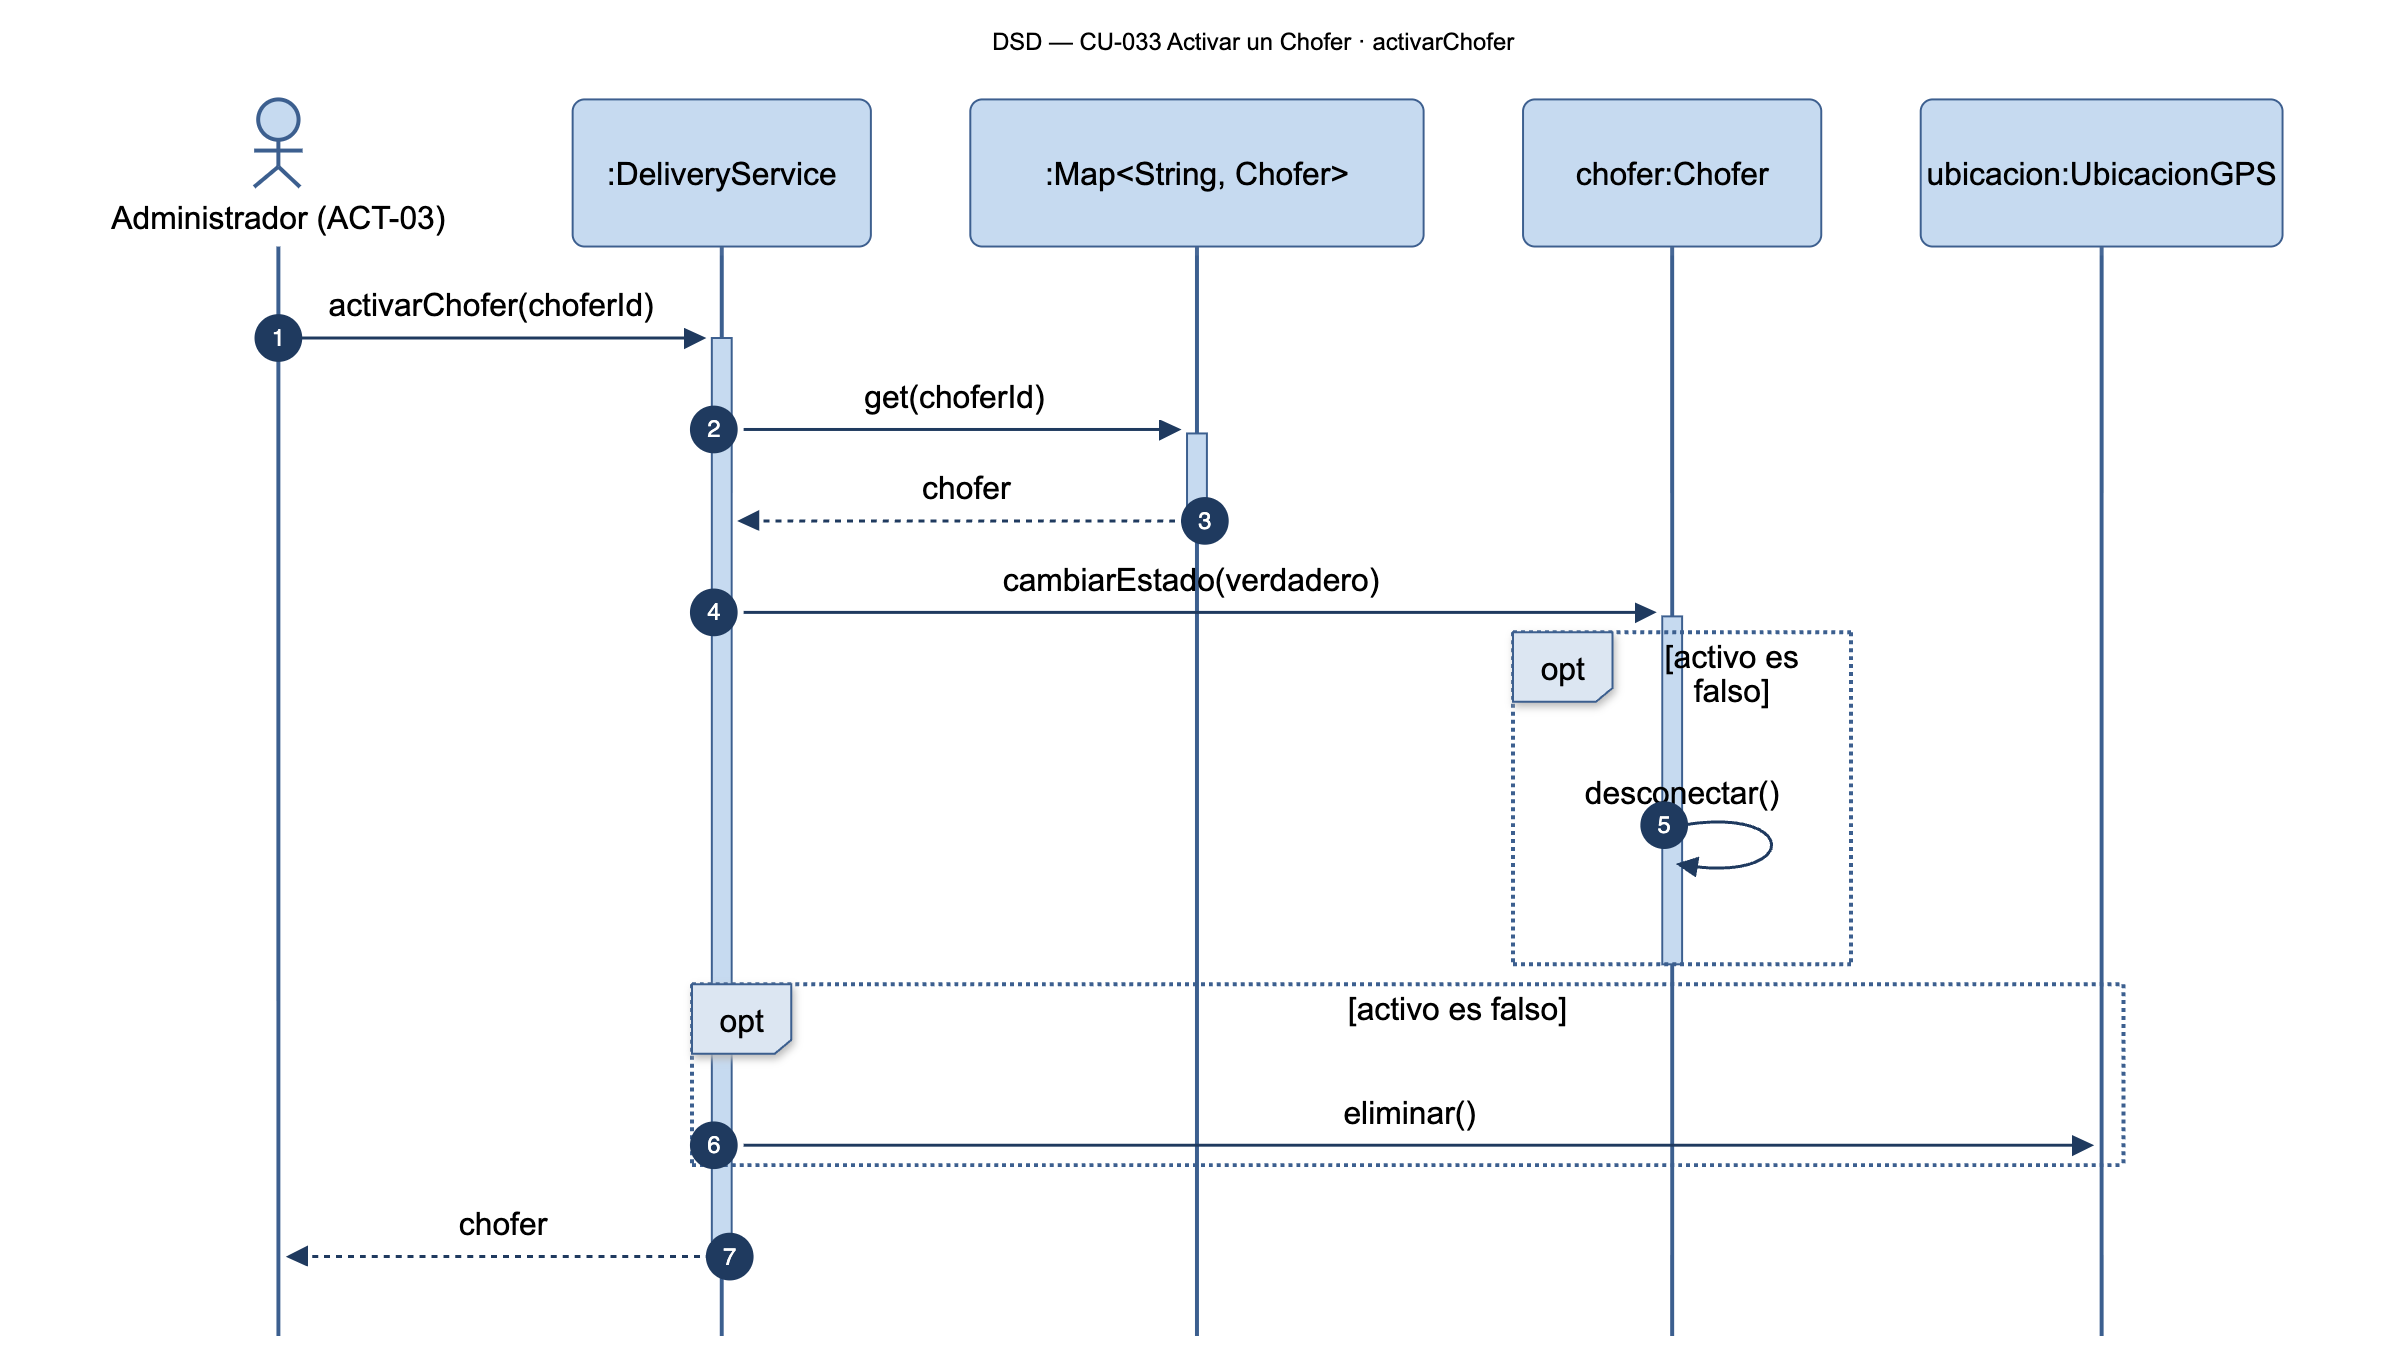 DSD — CU-033 Activar un Chofer · activarChofer
Administrador (ACT-03)
:DeliveryService
:Map<String, Chofer>
chofer:Chofer
ubicacion:UbicacionGPS
activarChofer(choferId)
1
get(choferId)
2
chofer
3
cambiarEstado(verdadero)
4
opt
[activo es
falso]
desconectar()
5
opt
[activo es falso]
eliminar()
6
chofer
7